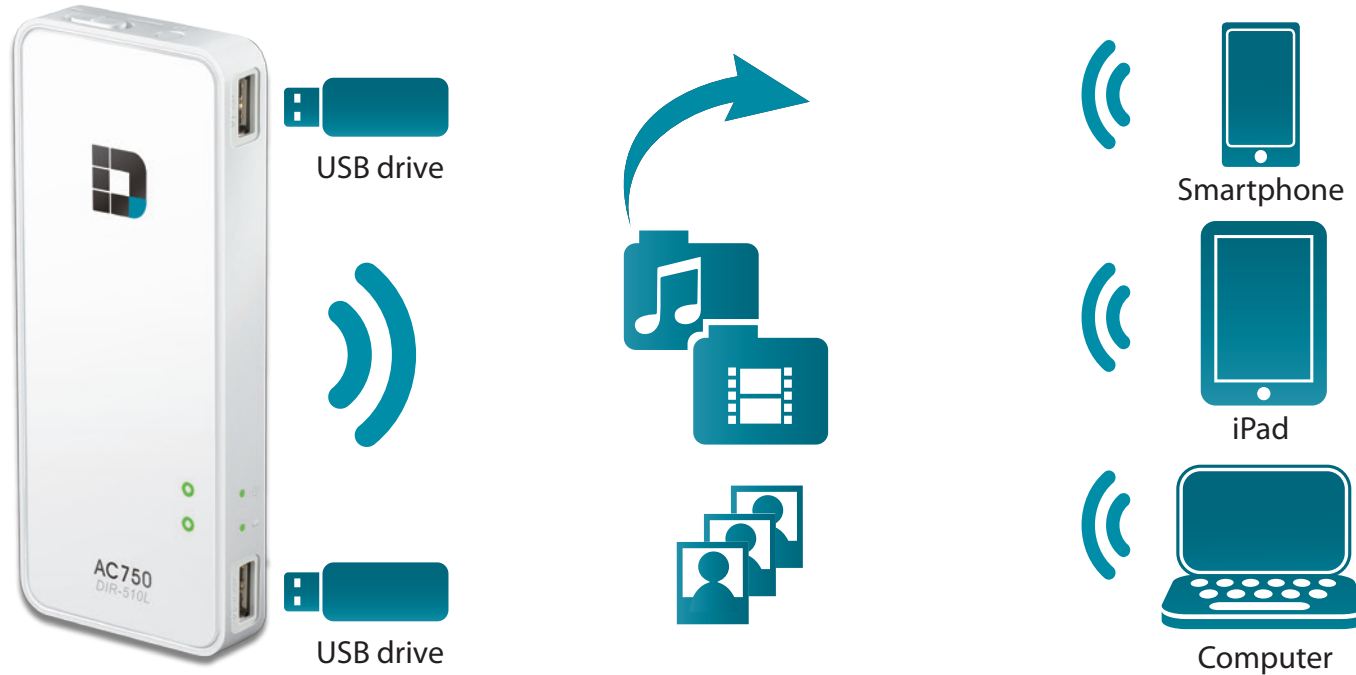 USB drive
Smartphone
iPad
AC750
DIR-510L
USB drive
Computer